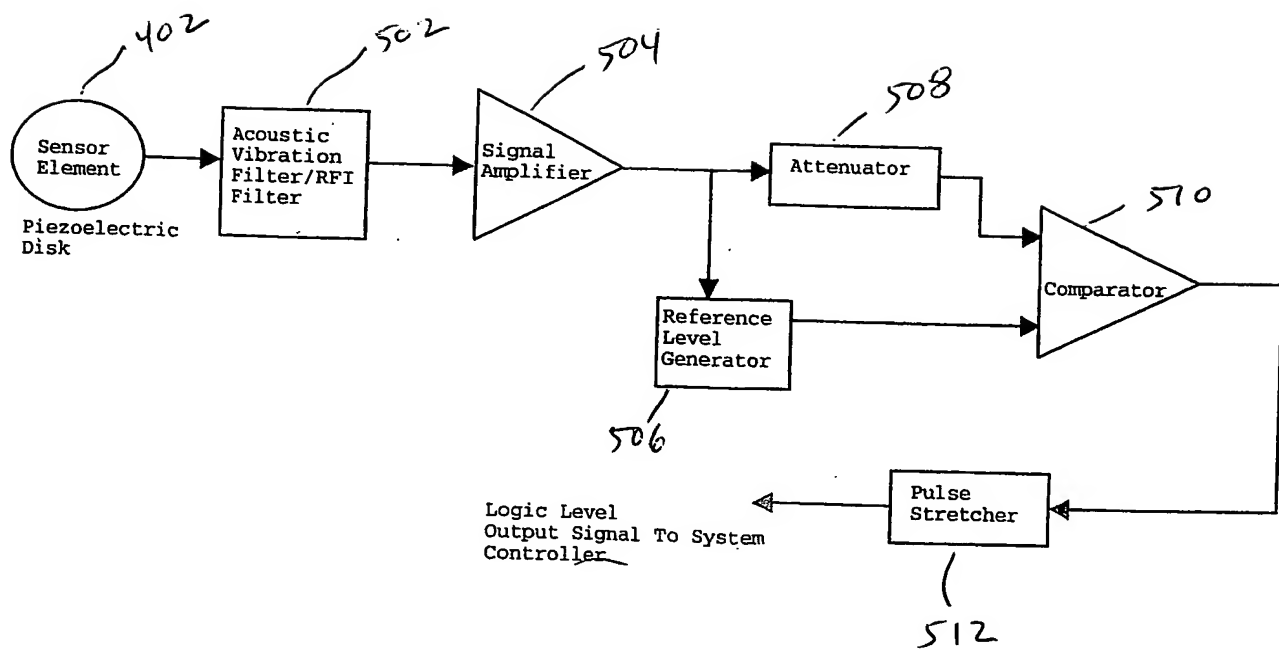 402
502
504
508
510
Sensor
Element
Piezoelectric
Disk
Acoustic
Vibration
Filter/RFI
Filter
Signal
Amplifier
Attenuator
Comparator
Reference
Level
Generator
506
Logic Level
Output Signal To System
Controller
Pulse
Stretcher
512